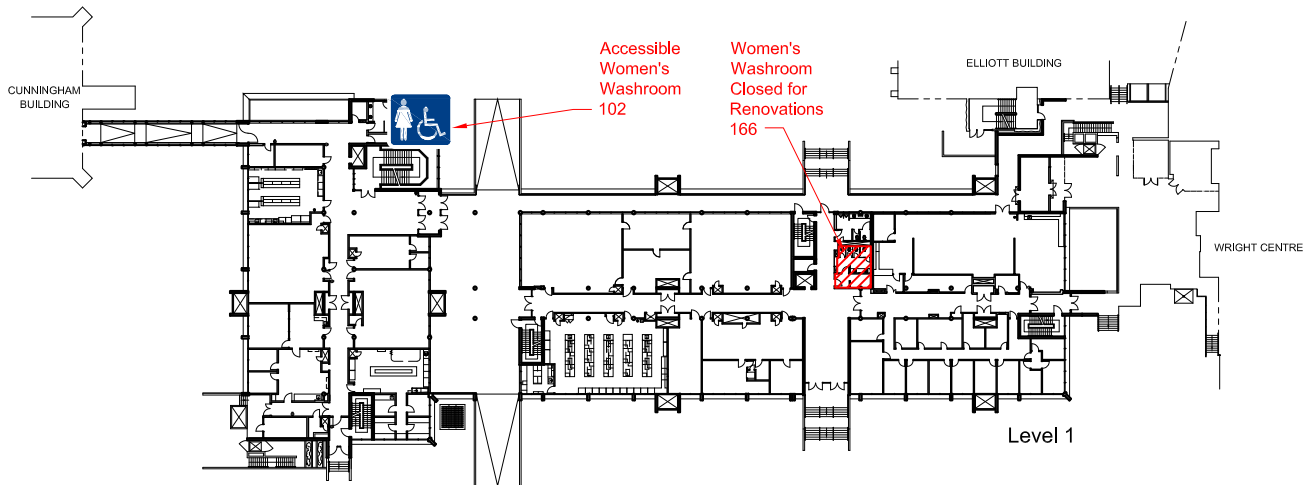 CUNNINGHAM
BUILDING
Accessible
Women's
Washroom
102
Women's
Washroom
Closed for
Renovations
166
ELLIOTT BUILDING
WRIGHT CENTRE
Level 1